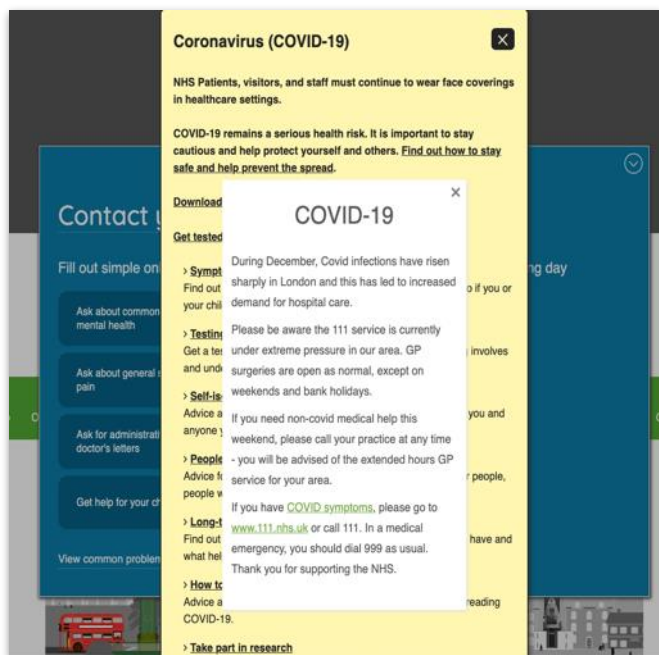 Coronavirus (COVID-19)
NHS Patients, visitors, and staff must continue to wear face coverings
in healthcare settings.
COVID-19 remains a serious health risk. It is important to stay
cautious and help protect yourself and others. Find out how to stay
safe and help prevent the spread.
Download
Get tested
> Sympt
Find out
o if you or
your chil
> Testing
Get a tes
involves
and und
> Self-is
Advice a
you and
anyone y
> People
Advice fo
r people,
people w
> Long-t
Find out
have and
what hel
> How to
Advice a
reading
COVID-19.
> Take part in research
COVID-19
During December, Covid infections have risen
sharply in London and this has led to increased
demand for hospital care.
Please be aware the 111 service is currently
under extreme pressure in our area. GP
surgeries are open as normal, except on
weekends and bank holidays.
If you need non-covid medical help this
weekend, please call your practice at any time
- you will be advised of the extended hours GP
service for your area.
If you have COVID symptoms, please go to
www.111.nhs.uk or call 111. In a medical
emergency, you should dial 999 as usual.
Thank you for supporting the NHS.
Contact y
Fill out simple onl
ng day
Ask about common
mental health
Ask about general s
pain
Ask for administrati
doctor's letters
Get help for your ch
View common problem